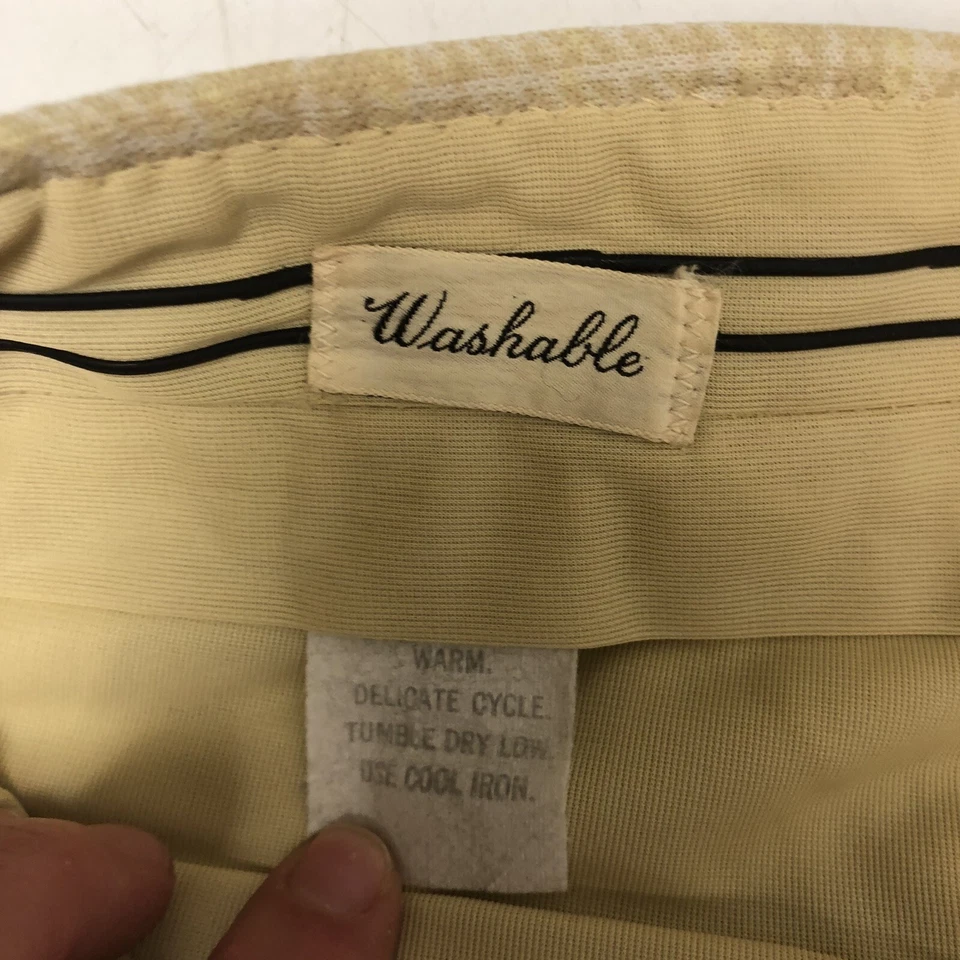 Washable
WARM.
DELICATE CYCLE.
TUMBLE DRY LOW.
USE COOL IRON.